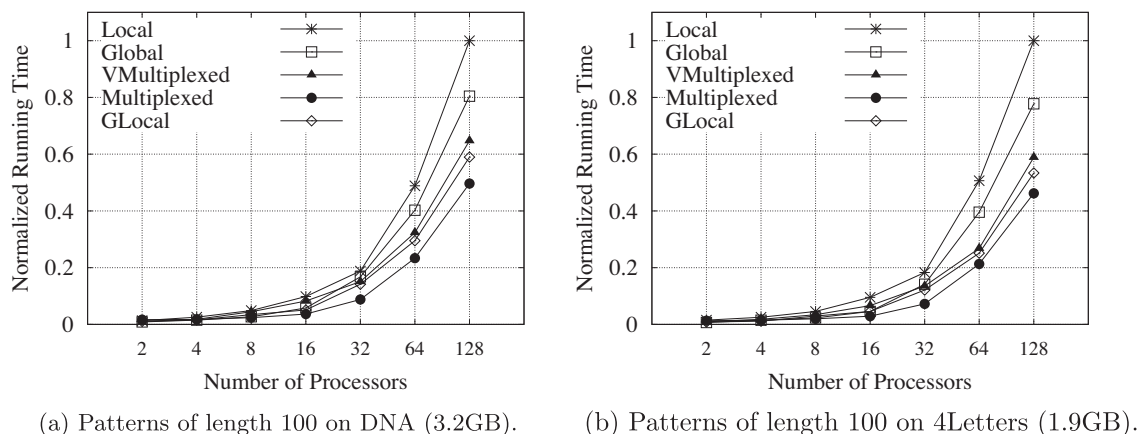 1
0.8
0.6
0.4
0.2
0
Normalized Running Time
Local
Global
VMultiplexed
Multiplexed
GLocal
2 4 8 16 32 64 128
Number of Processors
(a) Patterns of length 100 on DNA (3.2GB).
1
0.8
0.6
0.4
0.2
0
Normalized Running Time
Local
Global
VMultiplexed
Multiplexed
GLocal
2 4 8 16 32 64 128
Number of Processors
(b) Patterns of length 100 on 4Letters (1.9GB).